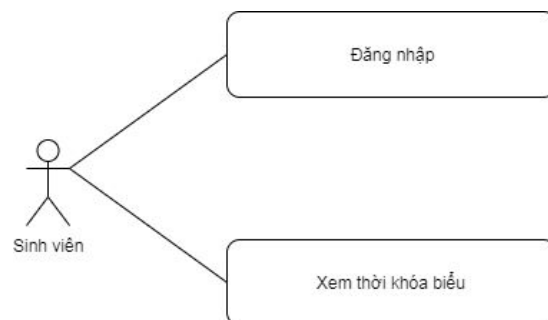 Đăng nhập
Sinh viên
Xem thời khóa biểu